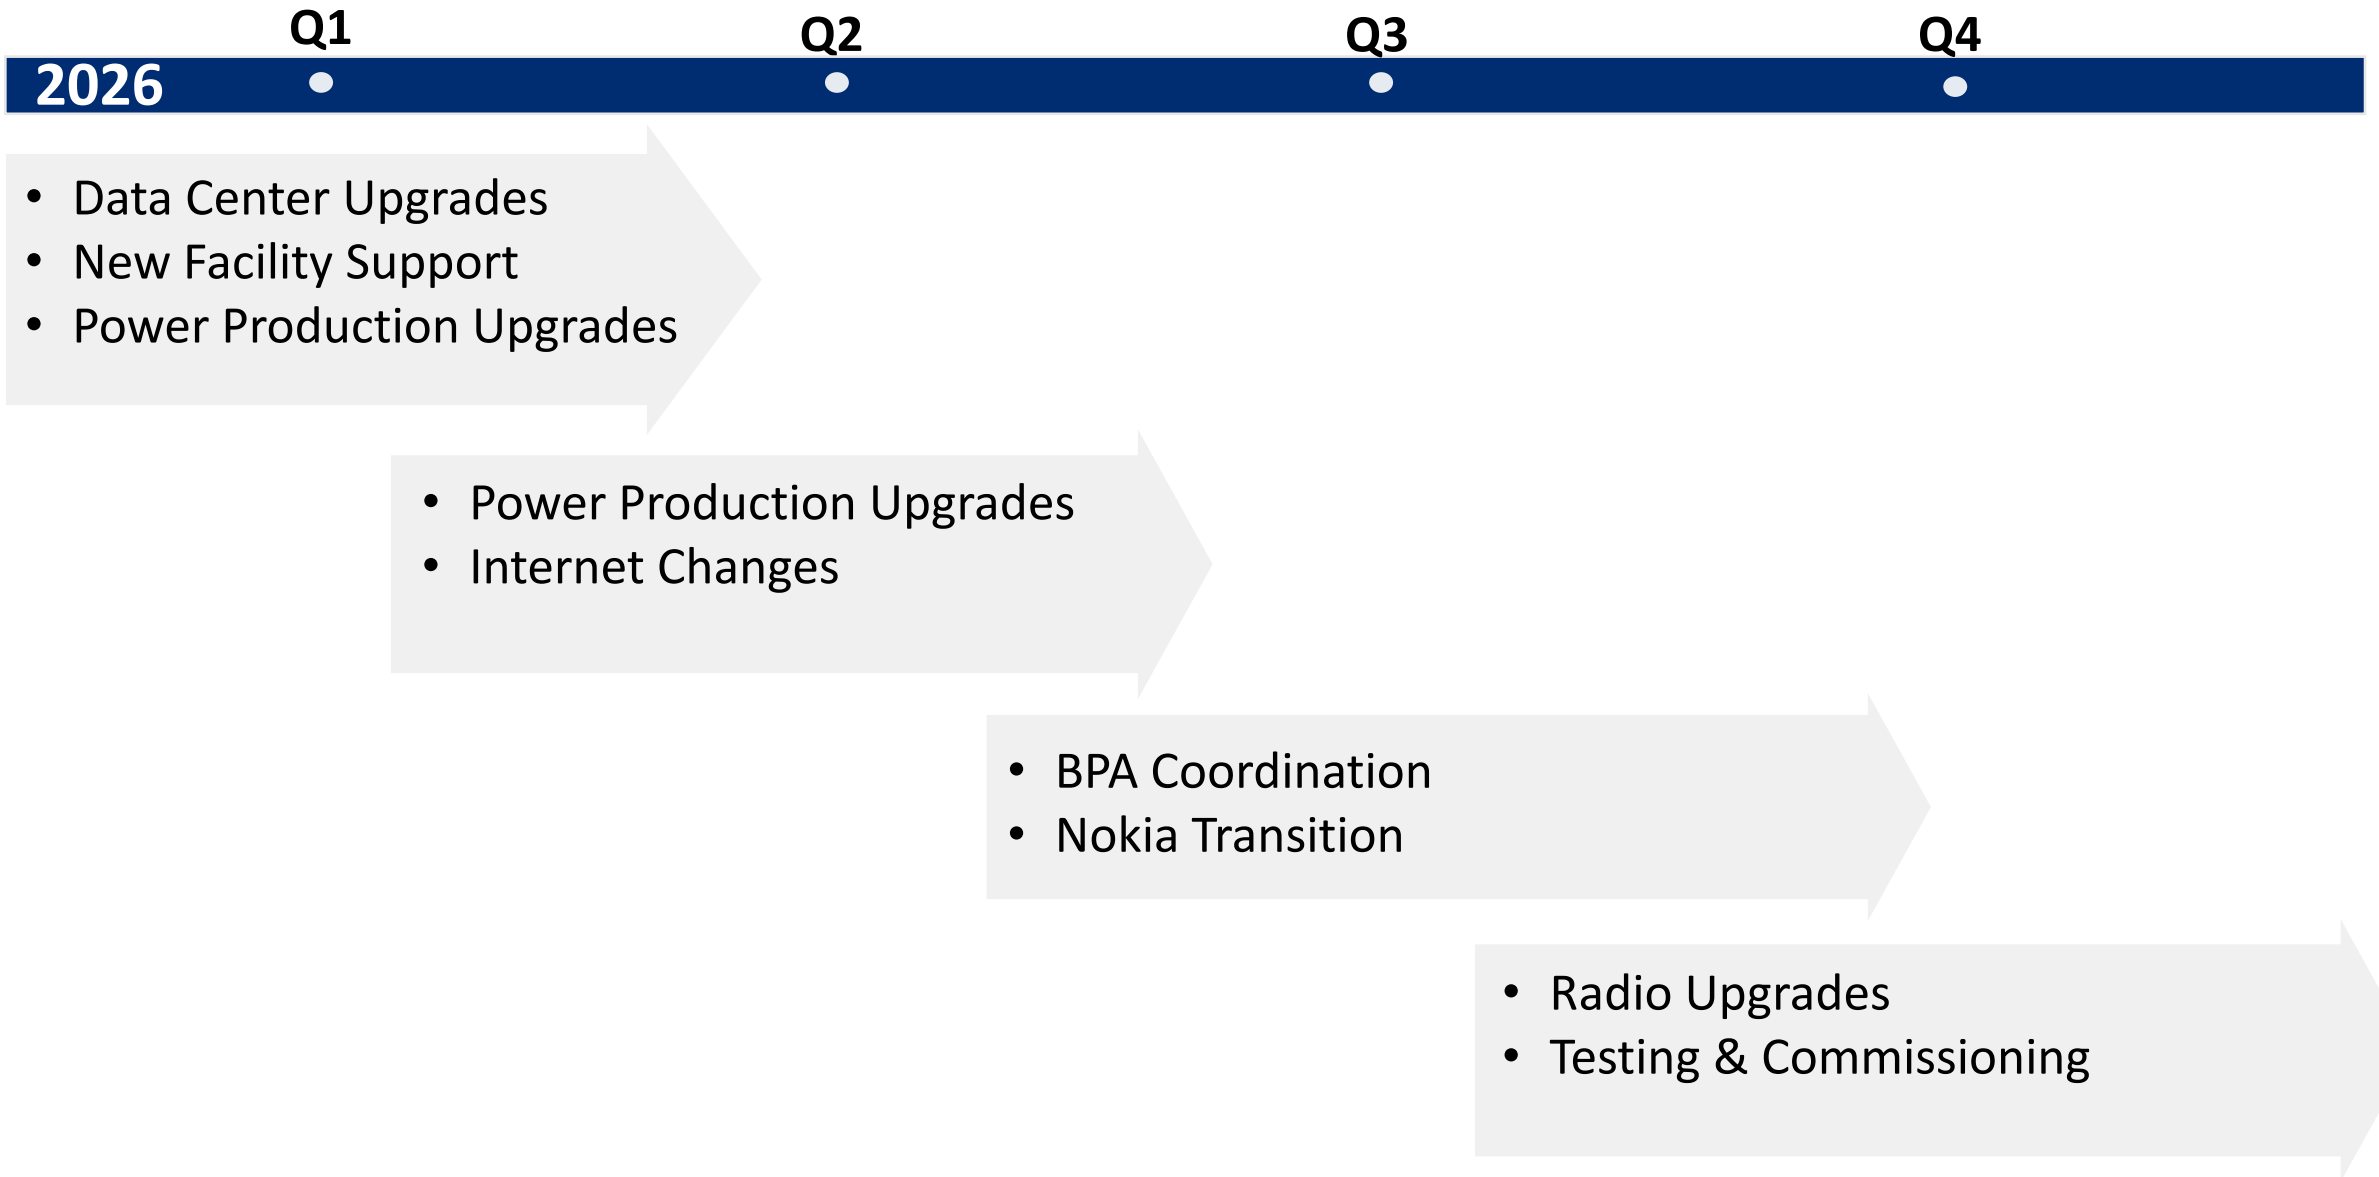 Q1 Q2 Q3 Q4
2026
• Data Center Upgrades
• New Facility Support
• Power Production Upgrades
• Power Production Upgrades
• Internet Changes
• BPA Coordination
• Nokia Transition
• Radio Upgrades
• Testing & Commissioning